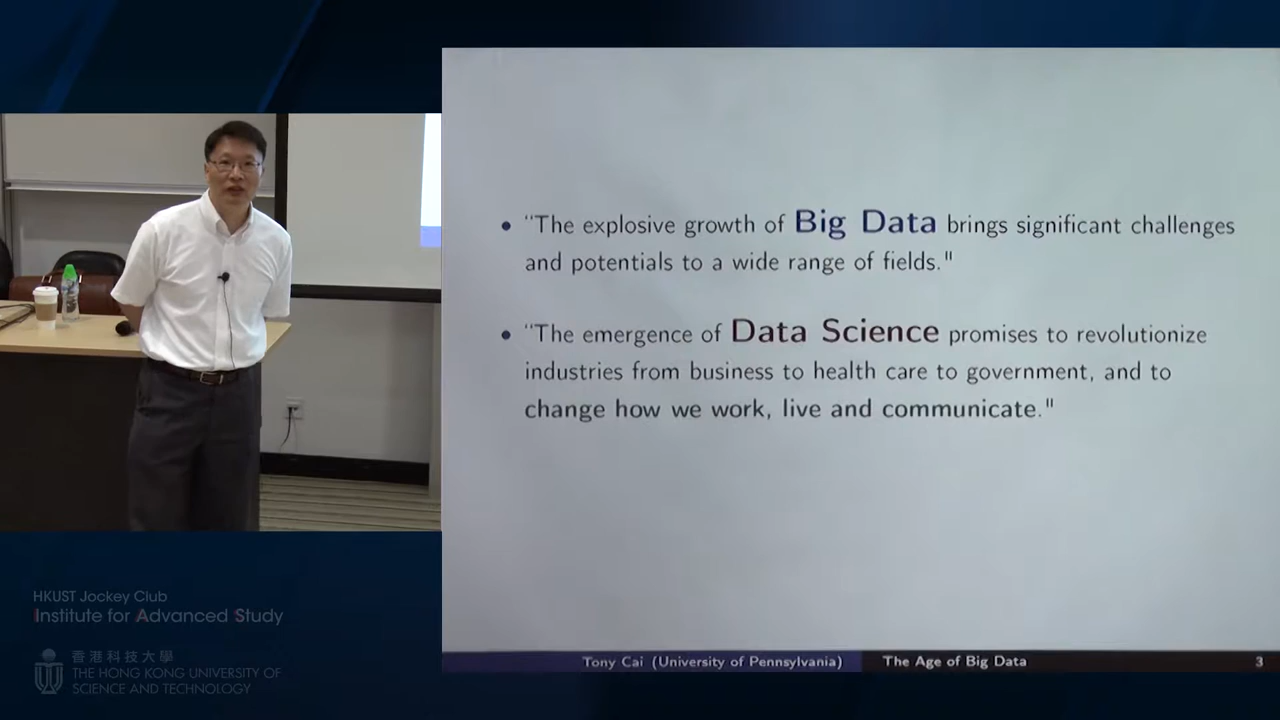 • "The explosive growth of Big Data brings significant challenges
and potentials to a wide range of fields."
• "The emergence of Data Science promises to revolutionize
industries from business to health care to government, and to
change how we work, live and communicate."
Tony Cai (University of Pennsylvania) The Age of Big Data 3
HKUST Jockey Club
Institute for Advanced Study
香港科技大學
THE HONG KONG UNIVERSITY OF
SCIENCE AND TECHNOLOGY